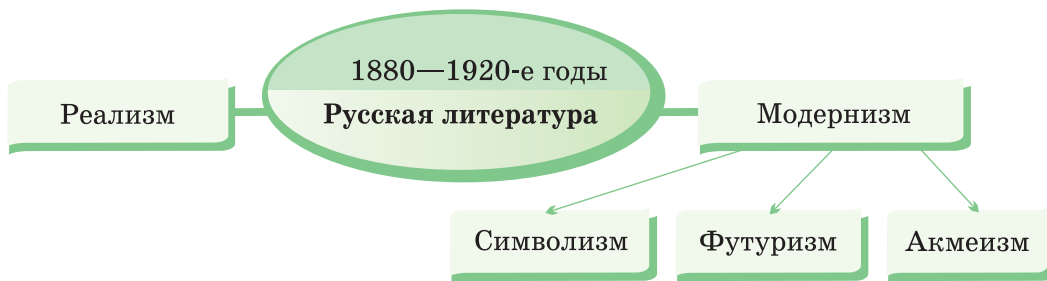 1880—1920-е годы
Русская литература
Реализм
Модернизм
Символизм
Футуризм
Акмеизм